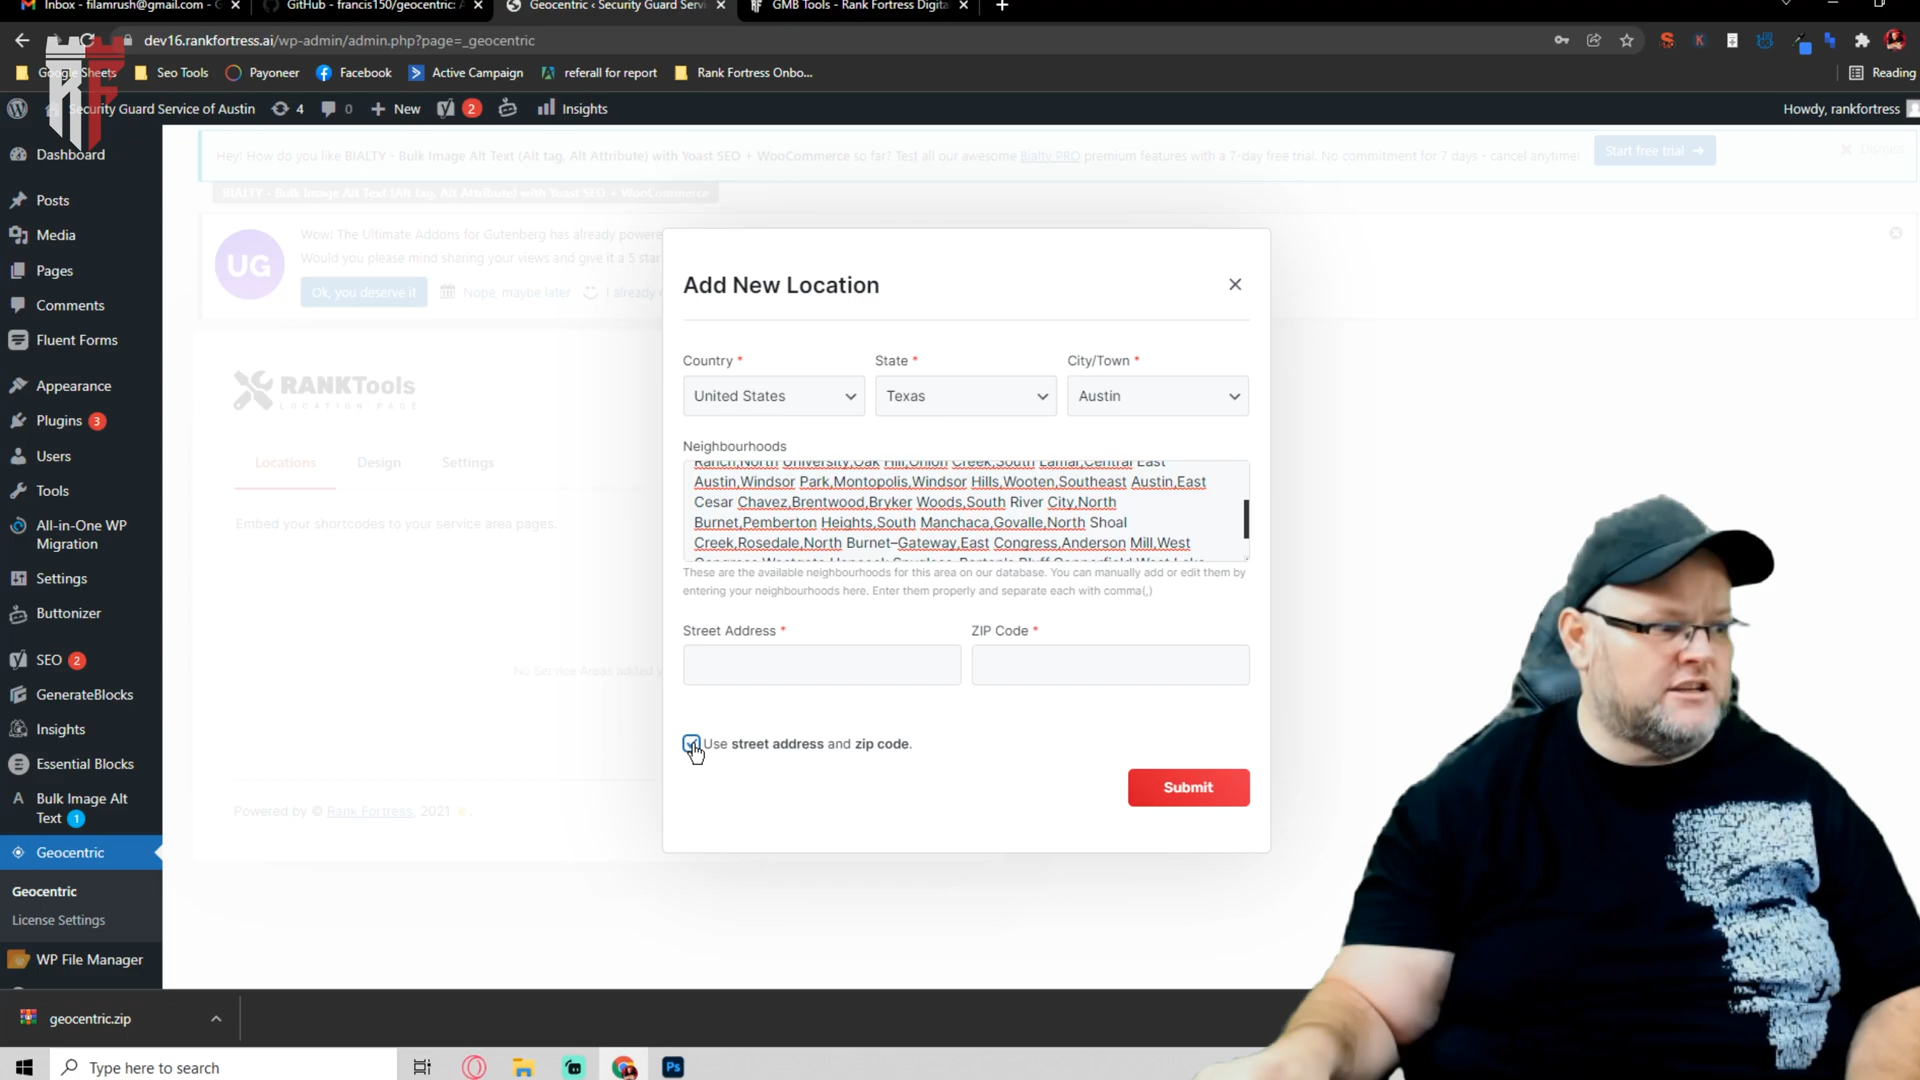 Inbox - filamrush@gmail.com - G
GitHub - francis150/geocentric: A
Geocentric ‹ Security Guard Servi
GMB Tools - Rank Fortress Digita
dev16.rankfortress.ai/wp-admin/admin.php?page=_geocentric
Google Sheets
Seo Tools
Payoneer
Facebook
Active Campaign
referall for report
Rank Fortress Onbo...
Reading
RF
Security Guard Service of Austin
4
0
New
2
Insights
Howdy, rankfortress
Dashboard
Posts
Media
Pages
Comments
Fluent Forms
Appearance
Plugins 3
Users
Tools
All-in-One WP
Migration
Settings
Buttonizer
SEO 2
GenerateBlocks
Insights
Essential Blocks
Bulk Image Alt
Text 1
Geocentric
Geocentric
License Settings
WP File Manager
Hey! How do you like BIALTY - Bulk Image Alt Text (Alt tag, Alt Attribute) with Yoast SEO + WooCommerce so far? Test all our awesome Bialty PRO premium features with a 7-day free trial. No commitment for 7 days - cancel anytime!
Start free trial →
Dismiss
BIALTY - Bulk Image Alt Text (Alt tag, Alt Attribute) with Yoast SEO + WooCommerce
UG
Wow! The Ultimate Addons for Gutenberg has already powere
Would you please mind sharing your views and give it a 5 star
Ok, you deserve it
Nope, maybe later
I already
RANKTools
LOCATION PAGE
Locations
Design
Settings
Embed your shortcodes to your service area pages.
No Service Areas added y
Powered by © Rank Fortress, 2021
Add New Location
Country *
State *
City/Town *
United States
Texas
Austin
Neighbourhoods
Ranch,North University,Oak Hill,Onion Creek,South Lamar,Central East
Austin,Windsor Park,Montopolis,Windsor Hills,Wooten,Southeast Austin,East
Cesar Chavez,Brentwood,Bryker Woods,South River City,North
Burnet,Pemberton Heights,South Manchaca,Govalle,North Shoal
Creek,Rosedale,North Burnet–Gateway,East Congress,Anderson Mill,West
Congress,Westgate,Hancock,Spyglass-Barton's Bluff,Copperfield,West Lake
These are the available neighbourhoods for this area on our database. You can manually add or edit them by
entering your neighbourhoods here. Enter them properly and separate each with comma(,)
Street Address *
ZIP Code *
Use street address and zip code.
Submit
geocentric.zip
Type here to search
Ps